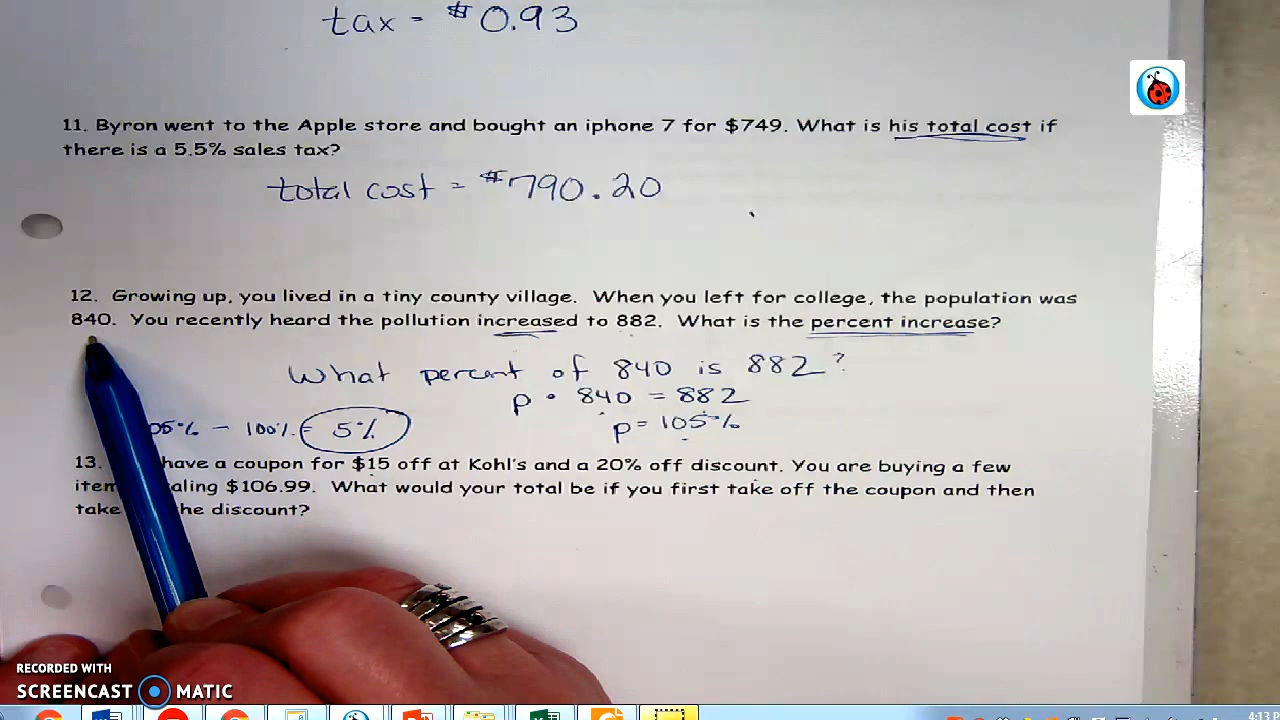 tax = $0.93
11. Byron went to the Apple store and bought an iphone 7 for $749. What is his total cost if
there is a 5.5% sales tax?
total cost = $790.20
12. Growing up, you lived in a tiny county village. When you left for college, the population was
840. You recently heard the pollution increased to 882. What is the percent increase?
What percent of 840 is 882?
p • 840 = 882
p = 105%
05% - 100% = 5%
13. have a coupon for $15 off at Kohl's and a 20% off discount. You are buying a few
item aling $106.99. What would your total be if you first take off the coupon and then
take the discount?
RECORDED WITH
SCREENCAST MATIC